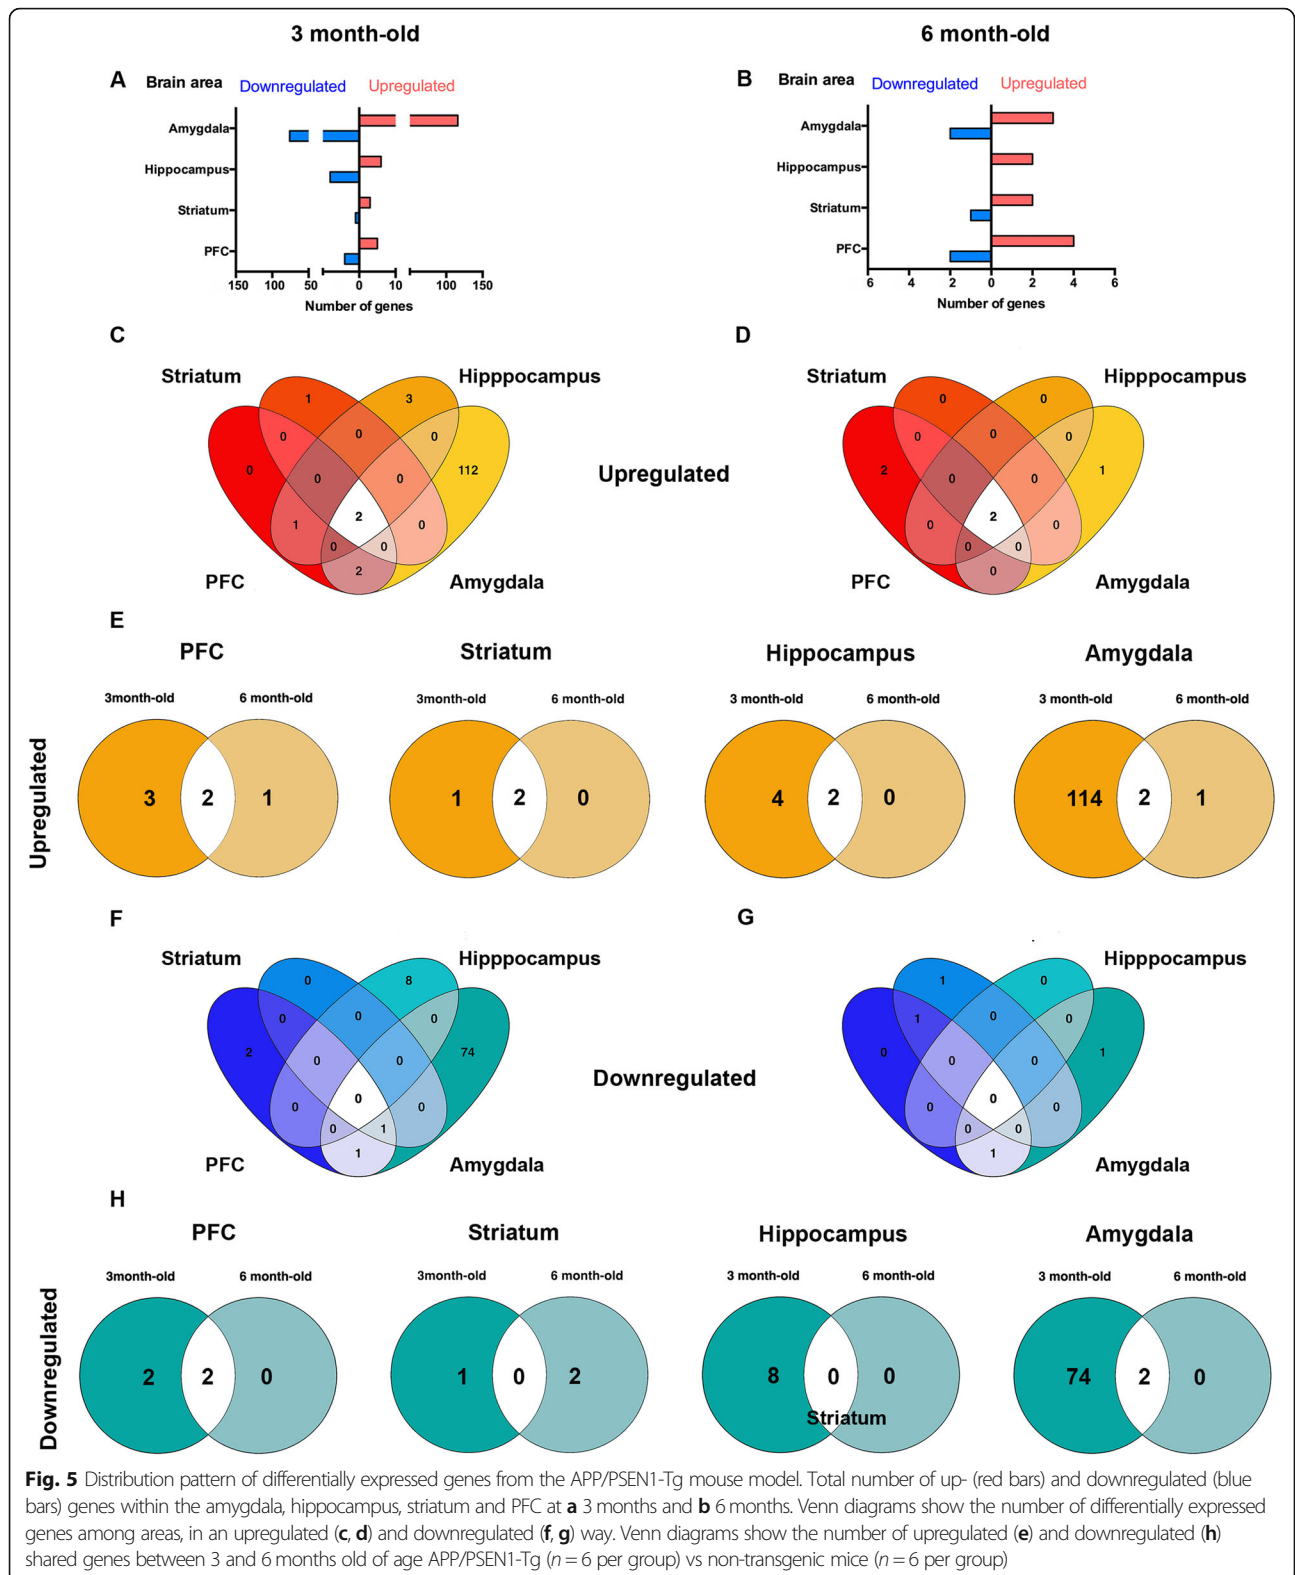 3 month-old
6 month-old
A Brain area Downregulated Upregulated
Amygdala
Hippocampus
Striatum
PFC
150 100 50 0 10 100 150
Number of genes
B Brain area Downregulated Upregulated
Amygdala
Hippocampus
Striatum
PFC
6 4 2 0 2 4 6
Number of genes
C
Striatum Hipppocampus
1 3
0 0 0
0 112
0 0
2
1 0
0 0
2
PFC Amygdala
Upregulated
D
Striatum Hipppocampus
0 0
0 0 0
2 1
0 0
2
0 0
0 0
0
PFC Amygdala
E
Upregulated
PFC
3month-old 6 month-old
3 2 1
Striatum
3month-old 6 month-old
1 2 0
Hippocampus
3 month-old 6 month-old
4 2 0
Amygdala
3 month-old 6 month-old
114 2 1
F
Striatum Hipppocampus
0 8
0 0 0
2 74
0 0
0
0 0
0 1
1
PFC Amygdala
Downregulated
G
Striatum Hipppocampus
1 0
1 0 0
0 1
0 0
0
0 0
0 0
1
PFC Amygdala
H
Downregulated
PFC
3month-old 6 month-old
2 2 0
Striatum
3month-old 6 month-old
1 0 2
Hippocampus
3 month-old 6 month-old
8 0 0
Striatum
Amygdala
3 month-old 6 month-old
74 2 0
Fig. 5 Distribution pattern of differentially expressed genes from the APP/PSEN1-Tg mouse model. Total number of up- (red bars) and downregulated (blue
bars) genes within the amygdala, hippocampus, striatum and PFC at a 3 months and b 6 months. Venn diagrams show the number of differentially expressed
genes among areas, in an upregulated (c, d) and downregulated (f, g) way. Venn diagrams show the number of upregulated (e) and downregulated (h)
shared genes between 3 and 6 months old of age APP/PSEN1-Tg (n = 6 per group) vs non-transgenic mice (n = 6 per group)